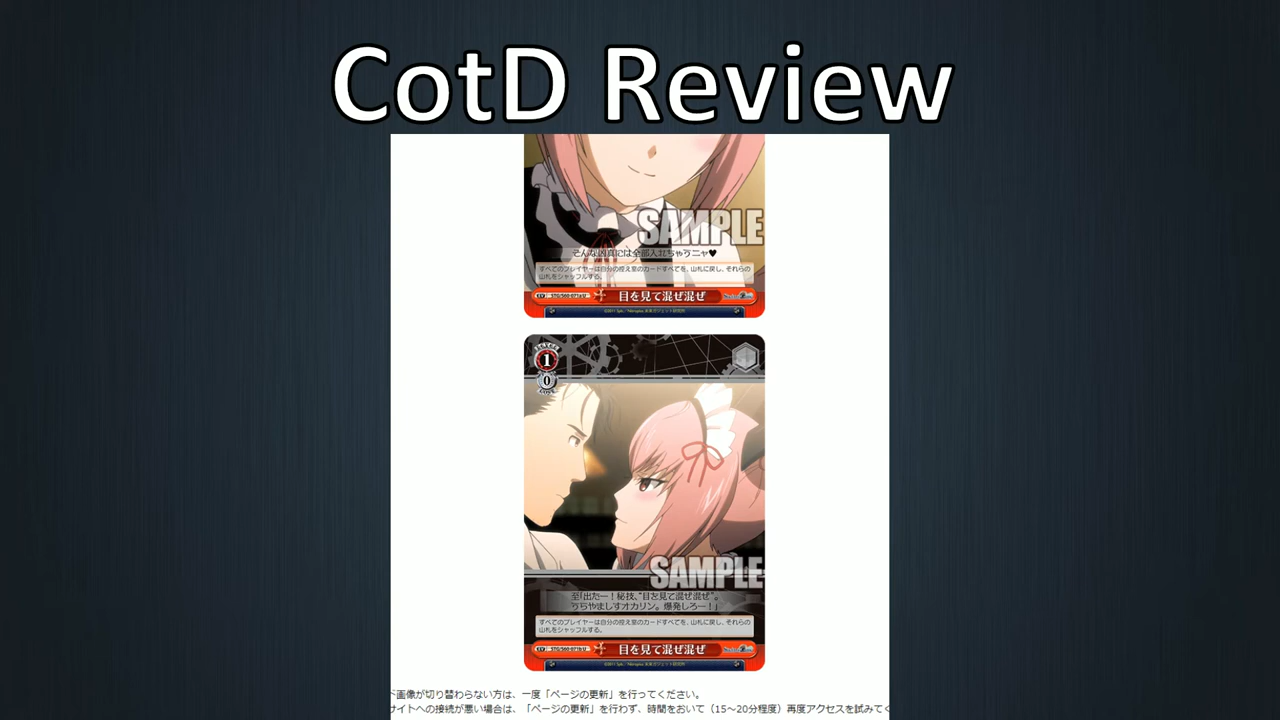 CotD Review
SAMPLE
そんな凶真には全部入れちゃうニャ♥
すべてのプレイヤーは自分の控え室のカードすべてを、山札に戻し、それらの
山札をシャッフルする。
目を見て混ぜ混ぜ
1
0
SAMPLE
至「出たー！秘技、“目を見て混ぜ混ぜ”。
うらやましすオカリン。爆発しろー！」
すべてのプレイヤーは自分の控え室のカードすべてを、山札に戻し、それらの
山札をシャッフルする。
目を見て混ぜ混ぜ
画像が切り替わらない方は、一度「ページの更新」を行ってください。
サイトへの接続が悪い場合は、「ページの更新」を行わず、時間をおいて（15～20分程度）再度アクセスを試みて